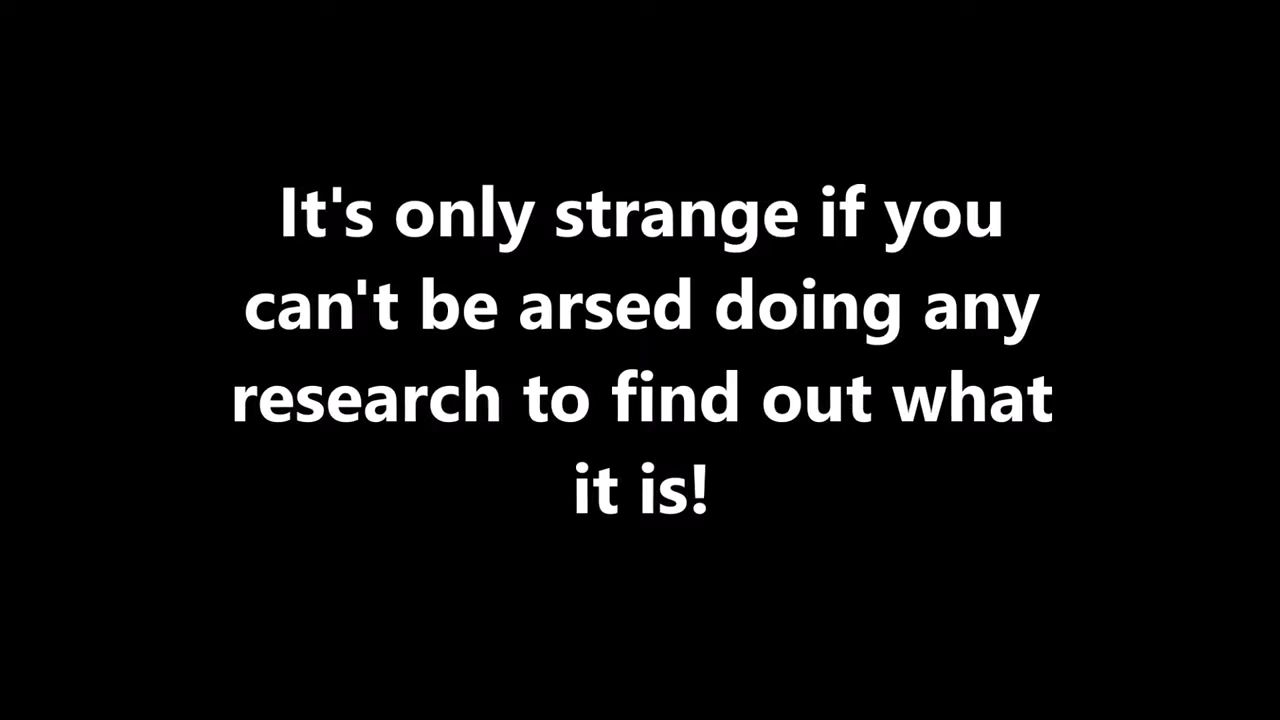 It's only strange if you
can't be arsed doing any
research to find out what
it is!